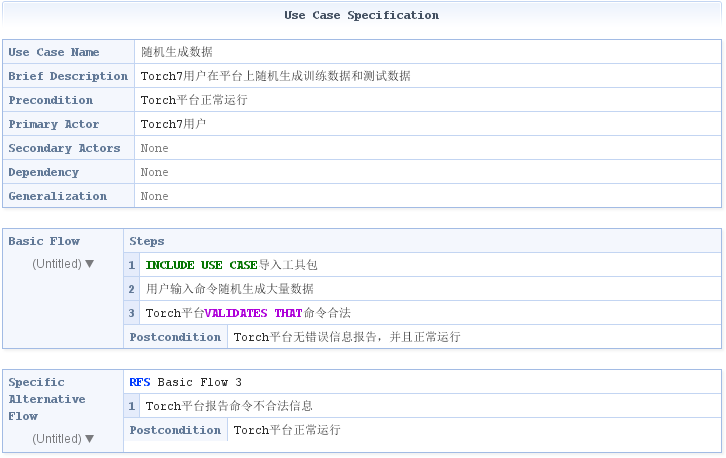 Use Case Specification
Use Case Name 随机生成数据
Brief Description Torch7用户在平台上随机生成训练数据和测试数据
Precondition Torch平台正常运行
Primary Actor Torch7用户
Secondary Actors None
Dependency None
Generalization None
Basic Flow Steps
(Untitled) ▼
1 INCLUDE USE CASE导入工具包
2 用户输入命令随机生成大量数据
3 Torch平台VALIDATES THAT命令合法
Postcondition Torch平台无错误信息报告，并且正常运行
Specific Alternative Flow
(Untitled) ▼
RFS Basic Flow 3
1 Torch平台报告命令不合法信息
Postcondition Torch平台正常运行